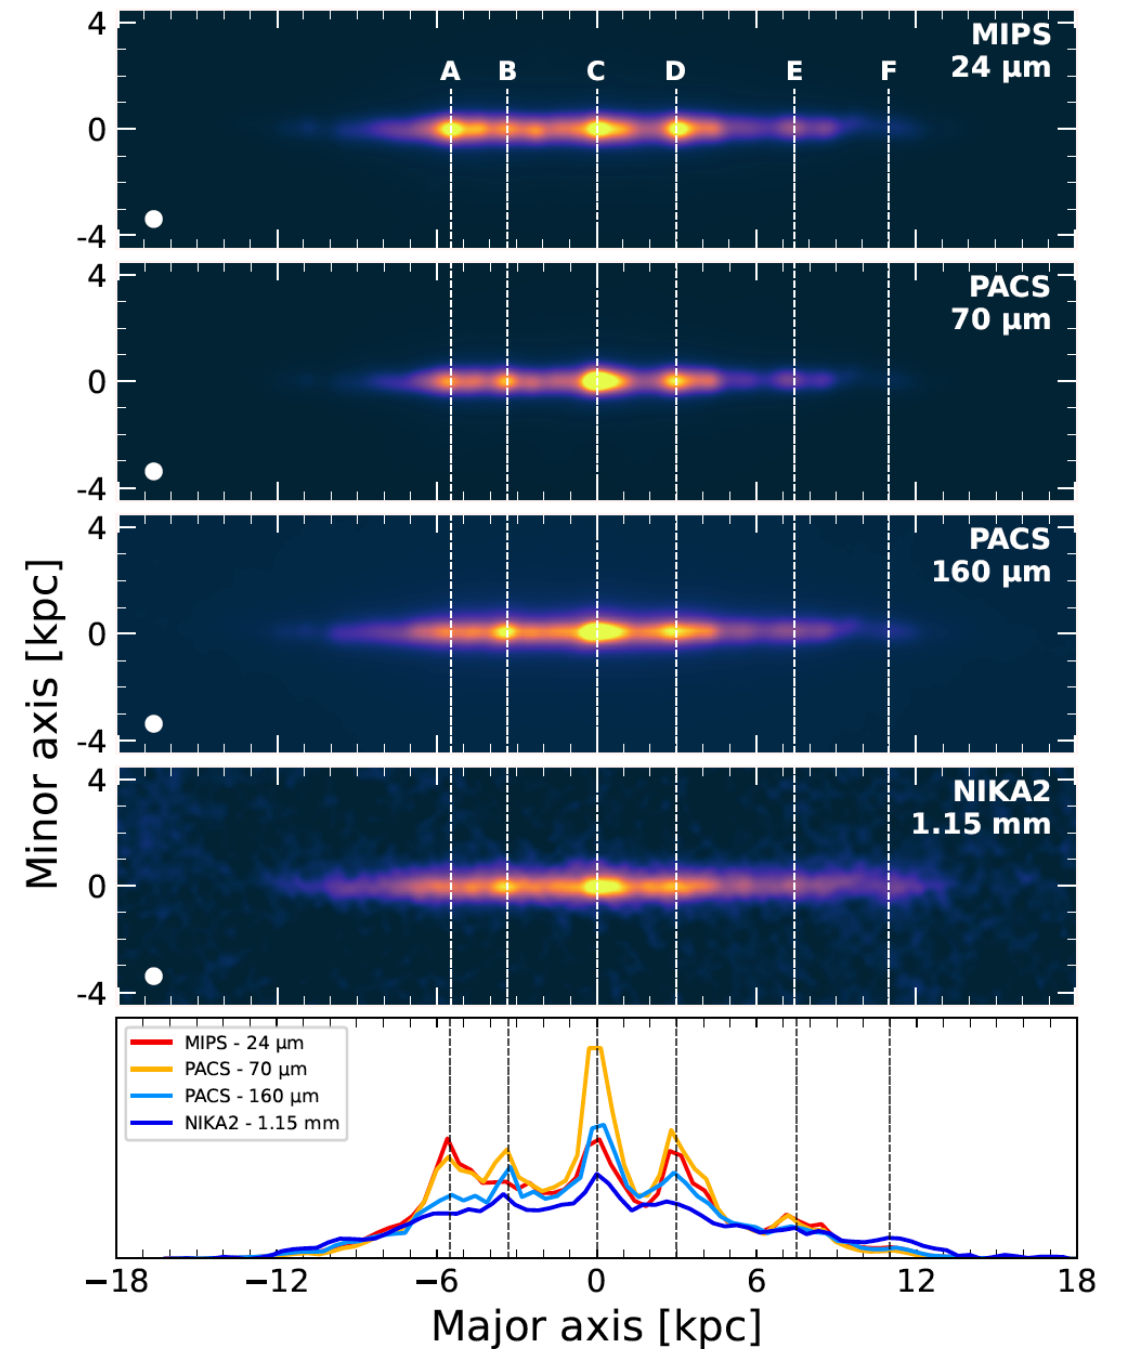 MIPS
24 µm
A B C D E F
4
0
-4
PACS
70 µm
4
0
-4
PACS
160 µm
4
0
-4
NIKA2
1.15 mm
4
0
-4
Minor axis [kpc]
MIPS - 24 µm
PACS - 70 µm
PACS - 160 µm
NIKA2 - 1.15 mm
−18 −12 −6 0 6 12 18
Major axis [kpc]